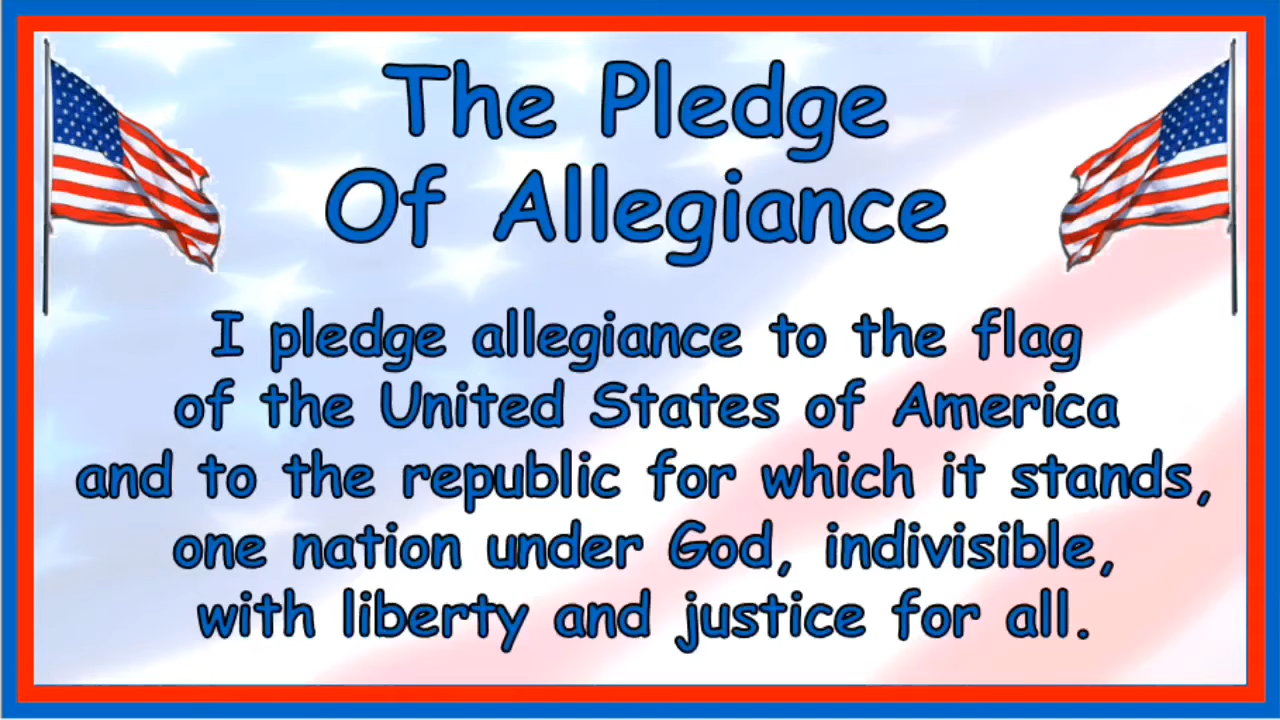 The Pledge
Of Allegiance
I pledge allegiance to the flag
of the United States of America
and to the republic for which it stands,
one nation under God, indivisible,
with liberty and justice for all.